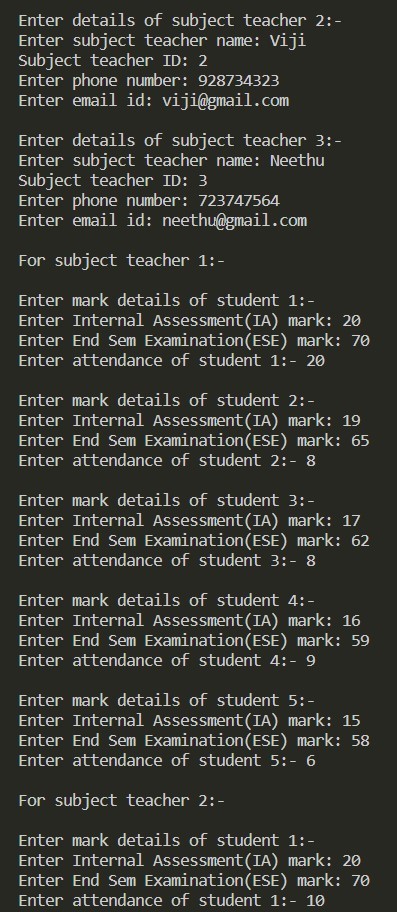 Enter details of subject teacher 2:-
Enter subject teacher name: Viji
Subject teacher ID: 2
Enter phone number: 928734323
Enter email id: viji@gmail.com
Enter details of subject teacher 3:-
Enter subject teacher name: Neethu
Subject teacher ID: 3
Enter phone number: 723747564
Enter email id: neethu@gmail.com
For subject teacher 1:-
Enter mark details of student 1:-
Enter Internal Assessment(IA) mark: 20
Enter End Sem Examination(ESE) mark: 70
Enter attendance of student 1:- 20
Enter mark details of student 2:-
Enter Internal Assessment(IA) mark: 19
Enter End Sem Examination(ESE) mark: 65
Enter attendance of student 2:- 8
Enter mark details of student 3:-
Enter Internal Assessment(IA) mark: 17
Enter End Sem Examination(ESE) mark: 62
Enter attendance of student 3:- 8
Enter mark details of student 4:-
Enter Internal Assessment(IA) mark: 16
Enter End Sem Examination(ESE) mark: 59
Enter attendance of student 4:- 9
Enter mark details of student 5:-
Enter Internal Assessment(IA) mark: 15
Enter End Sem Examination(ESE) mark: 58
Enter attendance of student 5:- 6
For subject teacher 2:-
Enter mark details of student 1:-
Enter Internal Assessment(IA) mark: 20
Enter End Sem Examination(ESE) mark: 70
Enter attendance of student 1:- 10